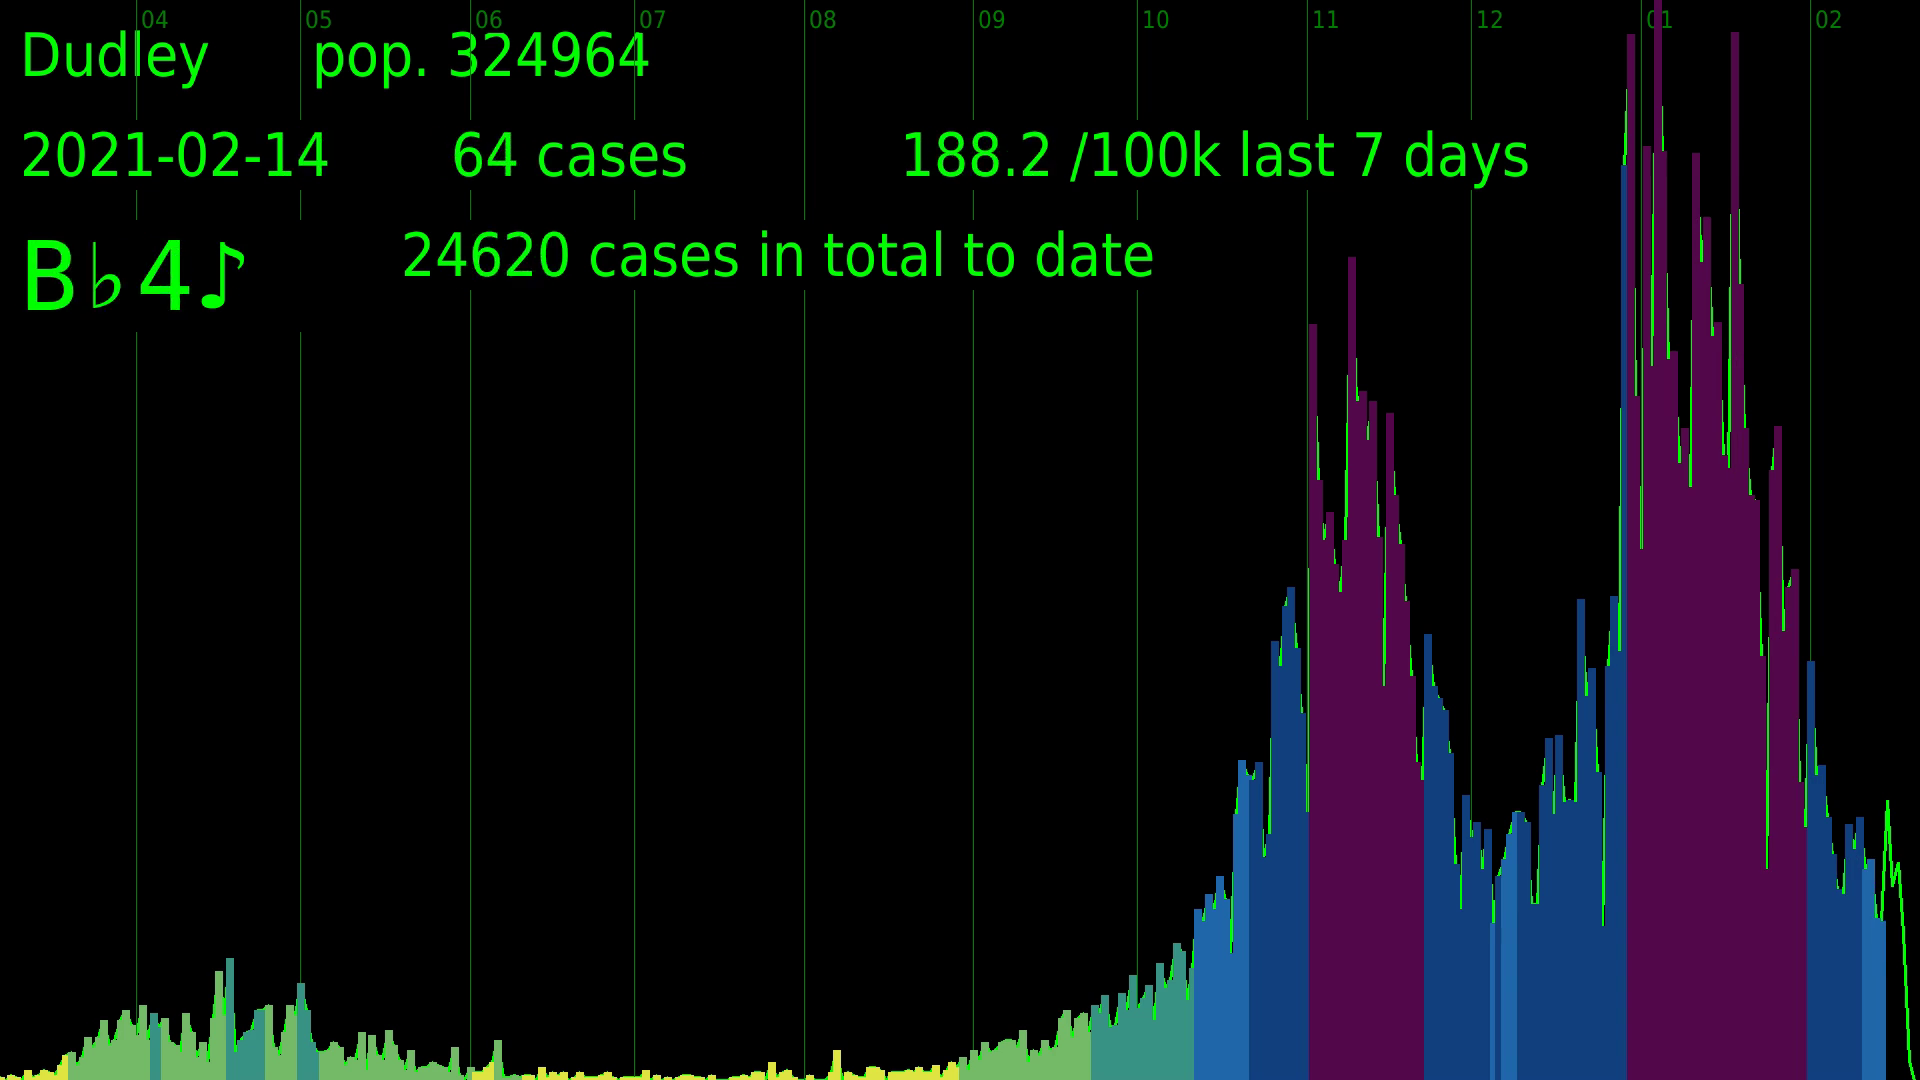 04 05 06 07 08 09 10 11 12 01 02
Dudley pop. 324964
2021-02-14 64 cases 188.2 /100k last 7 days
B♭4♪ 24620 cases in total to date